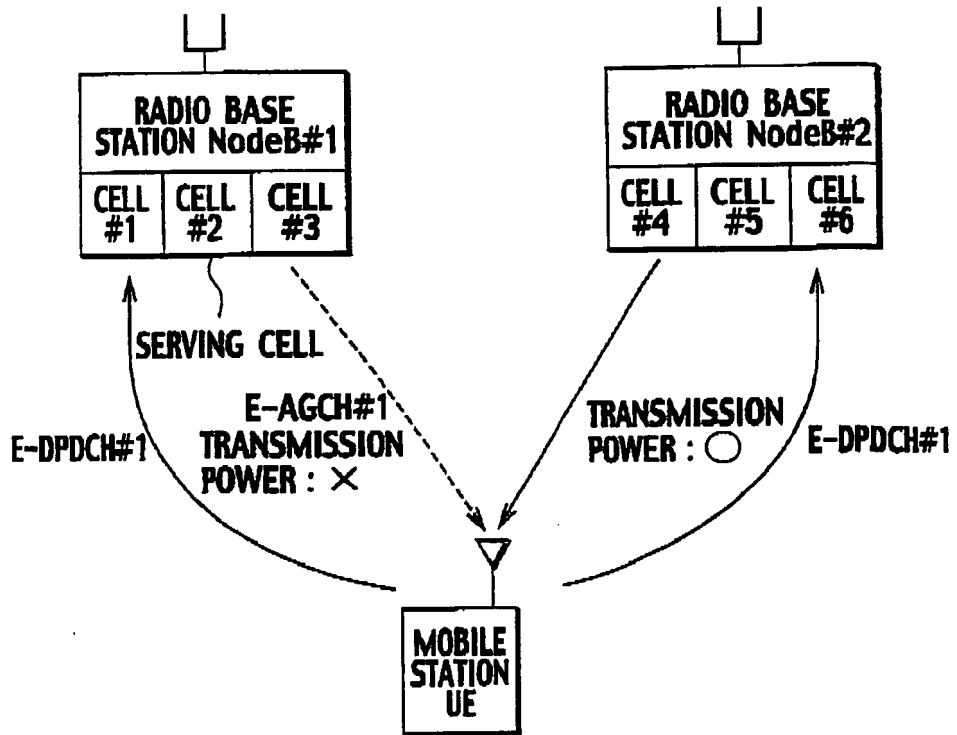 RADIO BASE
STATION NodeB#1
CELL
#1
CELL
#2
CELL
#3
RADIO BASE
STATION NodeB#2
CELL
#4
CELL
#5
CELL
#6
SERVING CELL
E-AGCH#1
TRANSMISSION
POWER : ×
TRANSMISSION
POWER : ○
E-DPDCH#1
E-DPDCH#1
MOBILE
STATION
UE